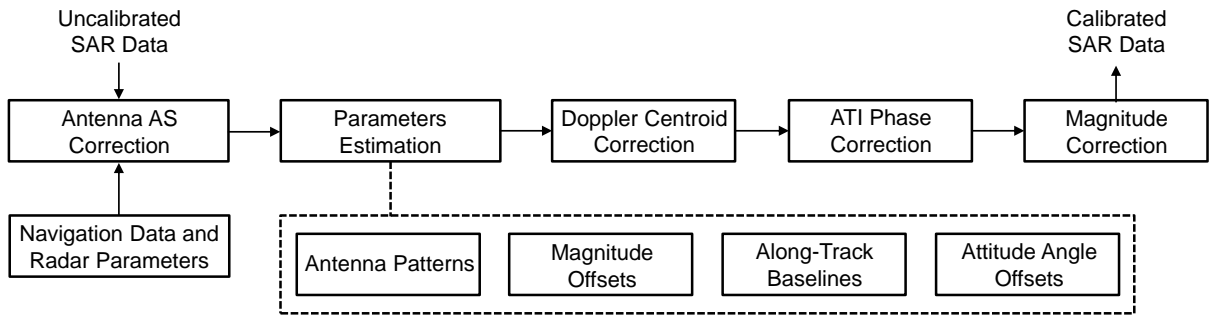 Uncalibrated
SAR Data
Calibrated
SAR Data
Antenna AS
Correction
Parameters
Estimation
Doppler Centroid
Correction
ATI Phase
Correction
Magnitude
Correction
Navigation Data and
Radar Parameters
Antenna Patterns
Magnitude
Offsets
Along-Track
Baselines
Attitude Angle
Offsets